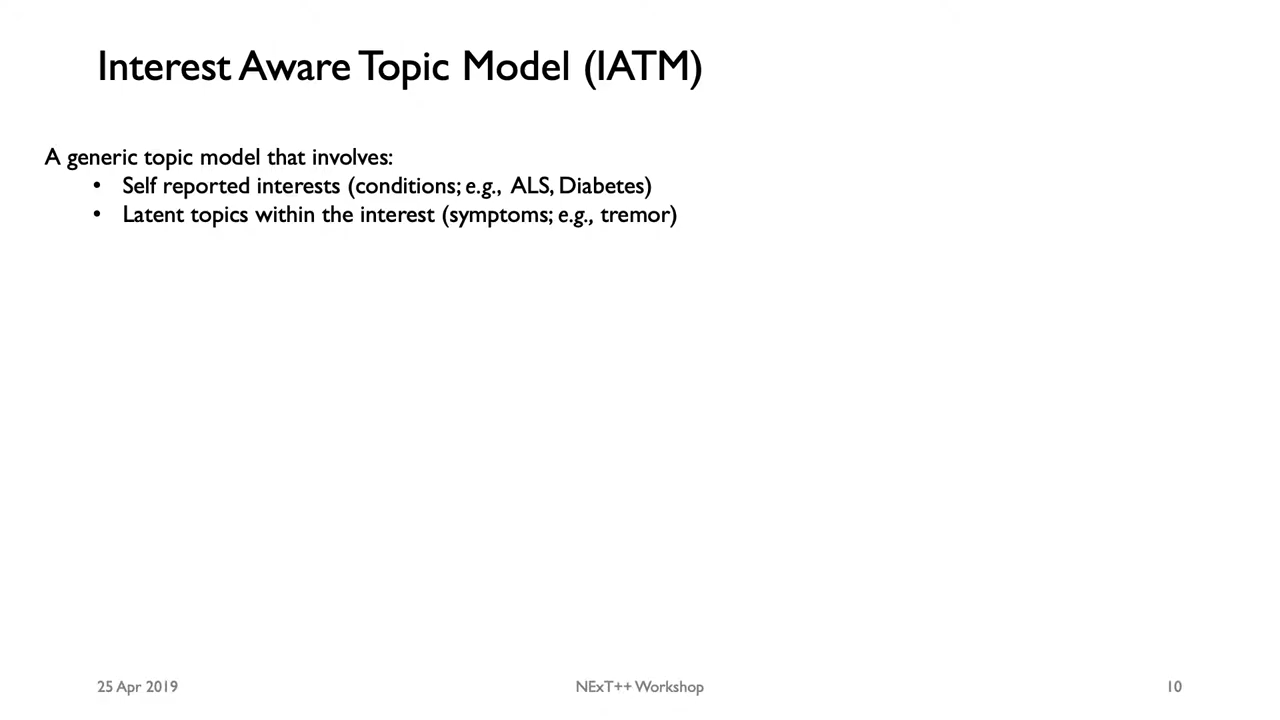 Interest Aware Topic Model (IATM)
A generic topic model that involves:
• Self reported interests (conditions; e.g., ALS, Diabetes)
• Latent topics within the interest (symptoms; e.g., tremor)
25 Apr 2019
NExT++ Workshop
10